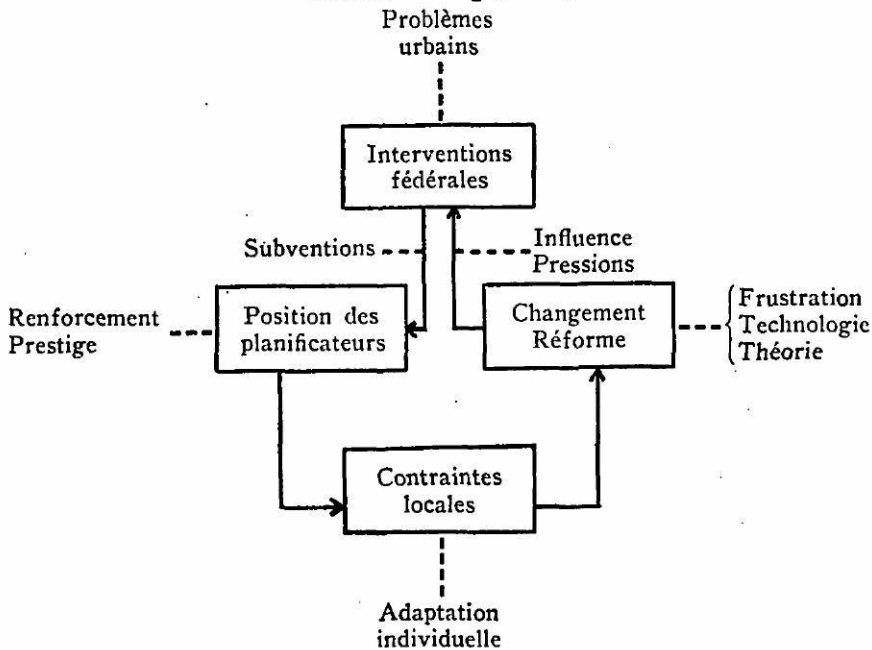 Problèmes
urbains
Interventions
fédérales
Subventions
Influence
Pressions
Renforcement
Prestige
Position des
planificateurs
Changement
Réforme
Frustration
Technologie
Théorie
Contraintes
locales
Adaptation
individuelle